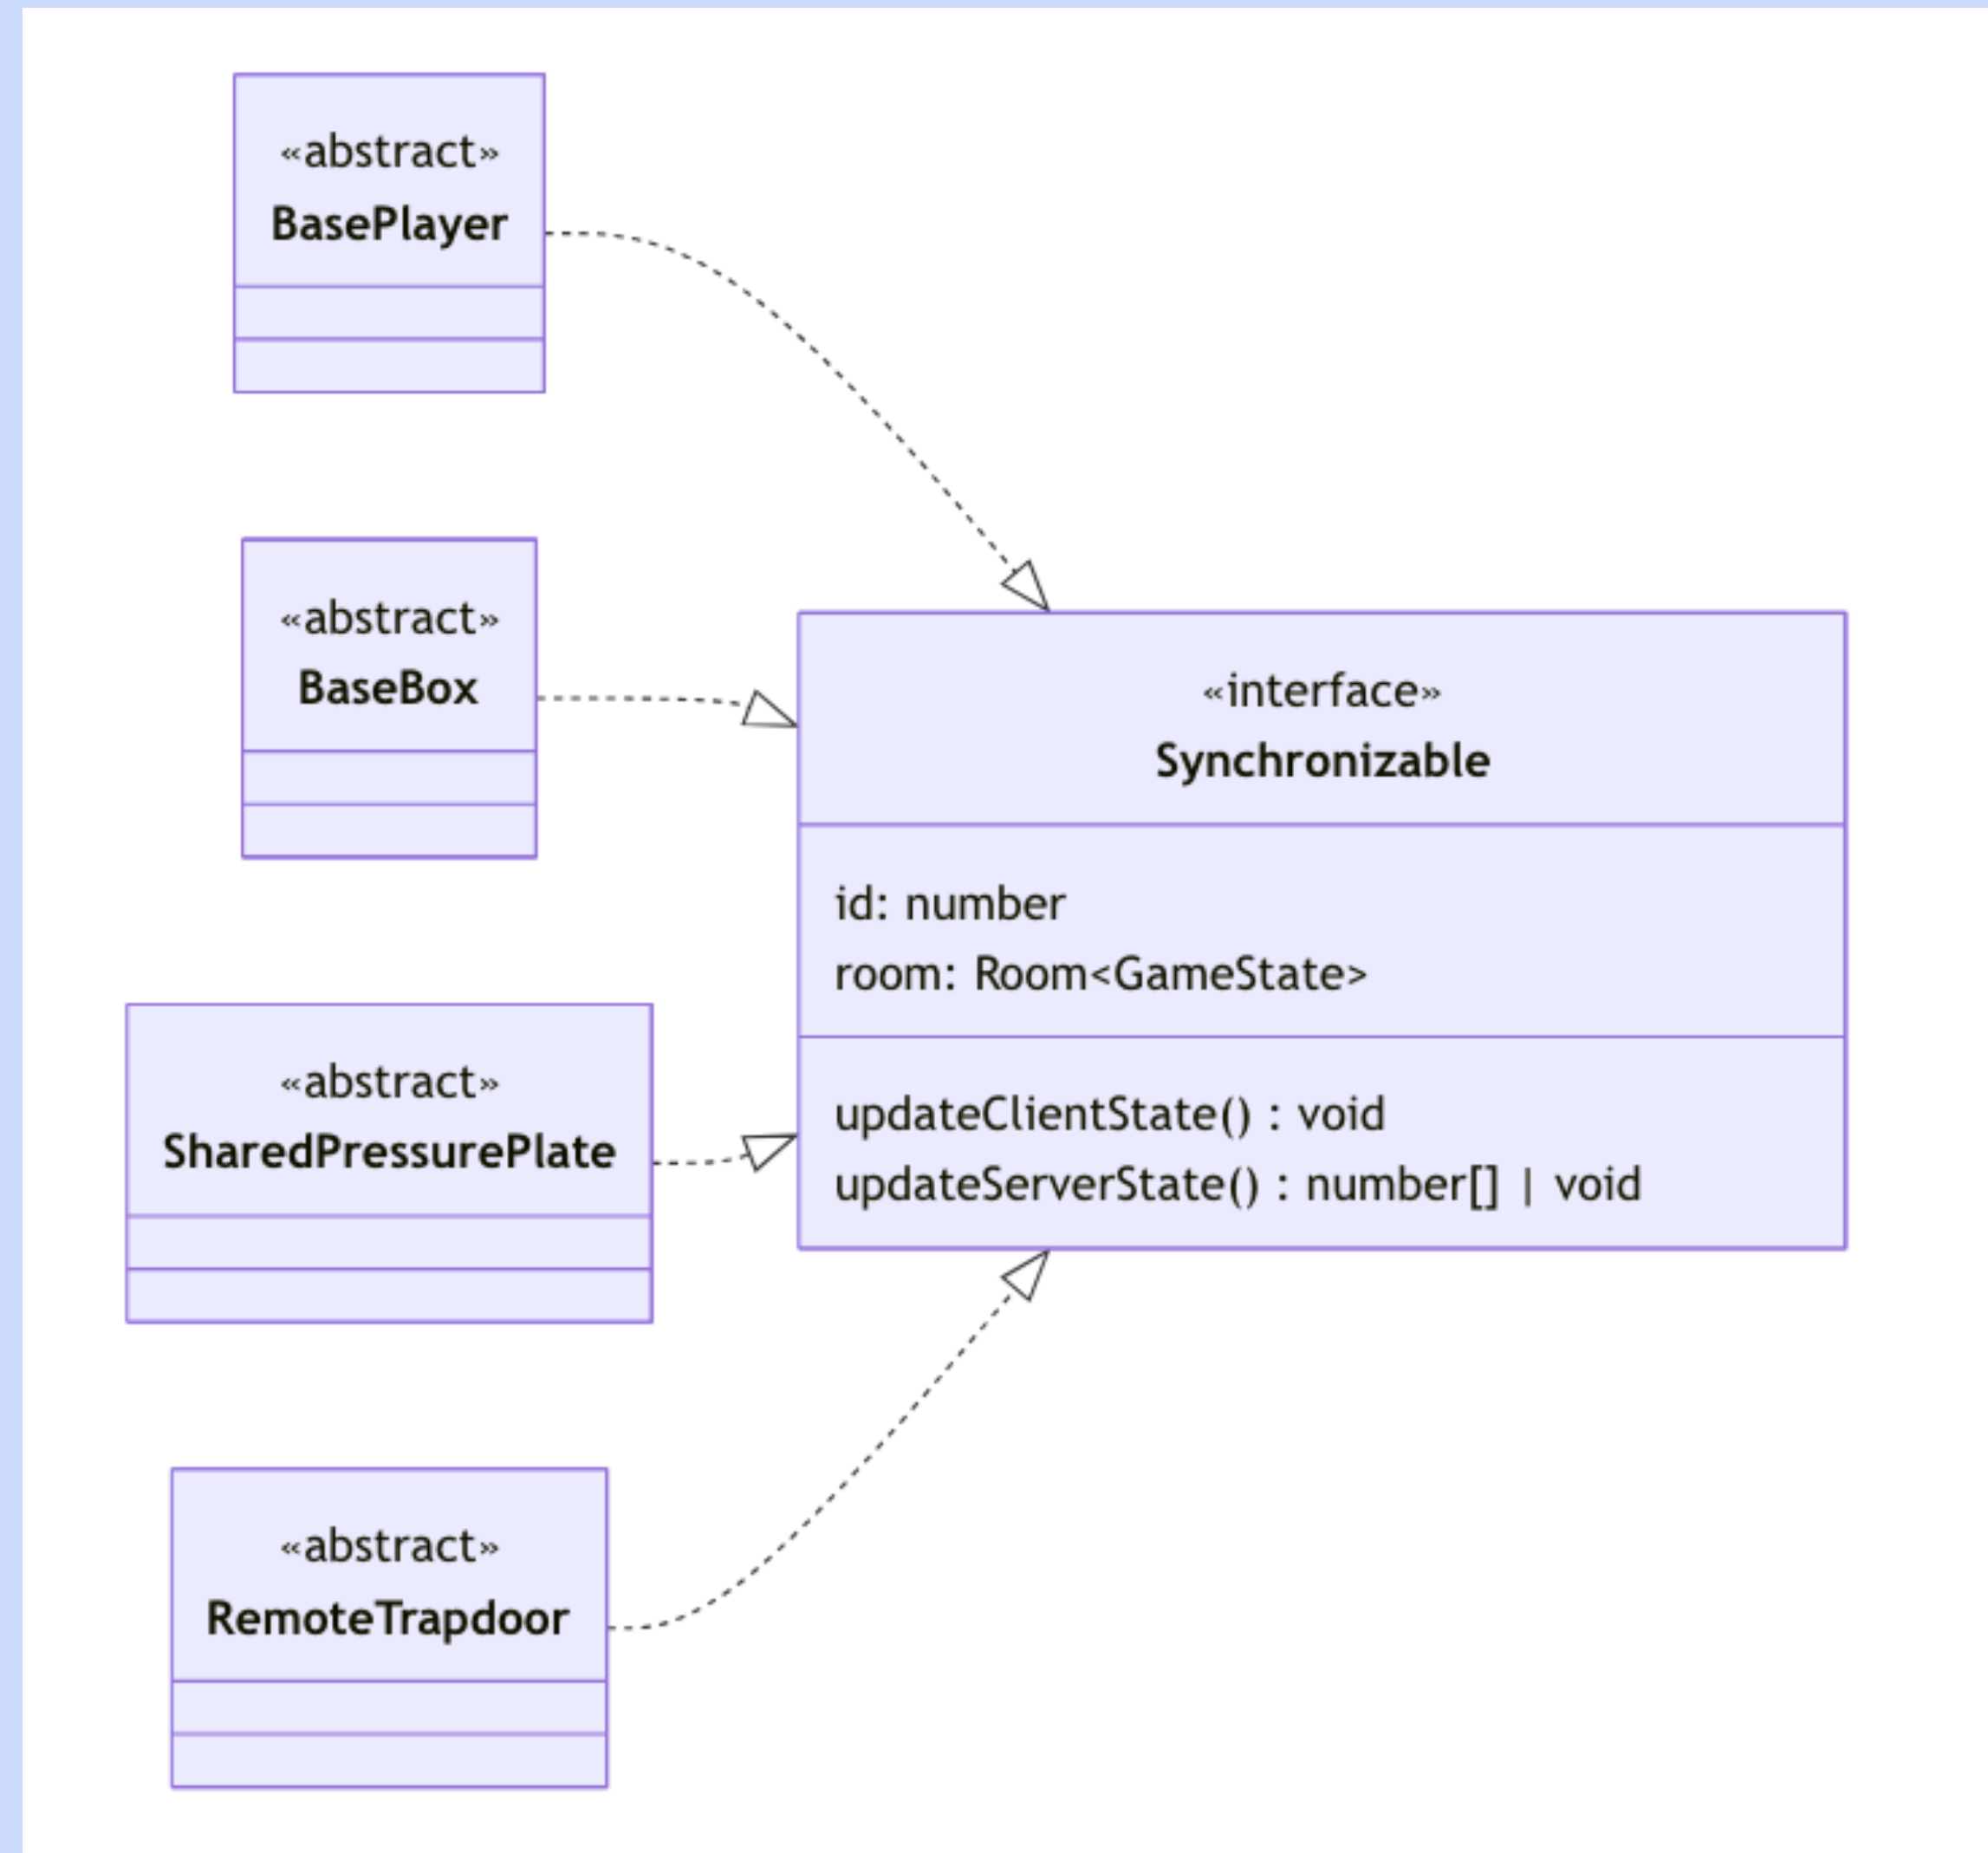 «abstract»
BasePlayer
«abstract»
BaseBox
«abstract»
SharedPressurePlate
«abstract»
RemoteTrapdoor
«interface»
Synchronizable
id: number
room: Room<GameState>
updateClientState() : void
updateServerState() : number[] | void